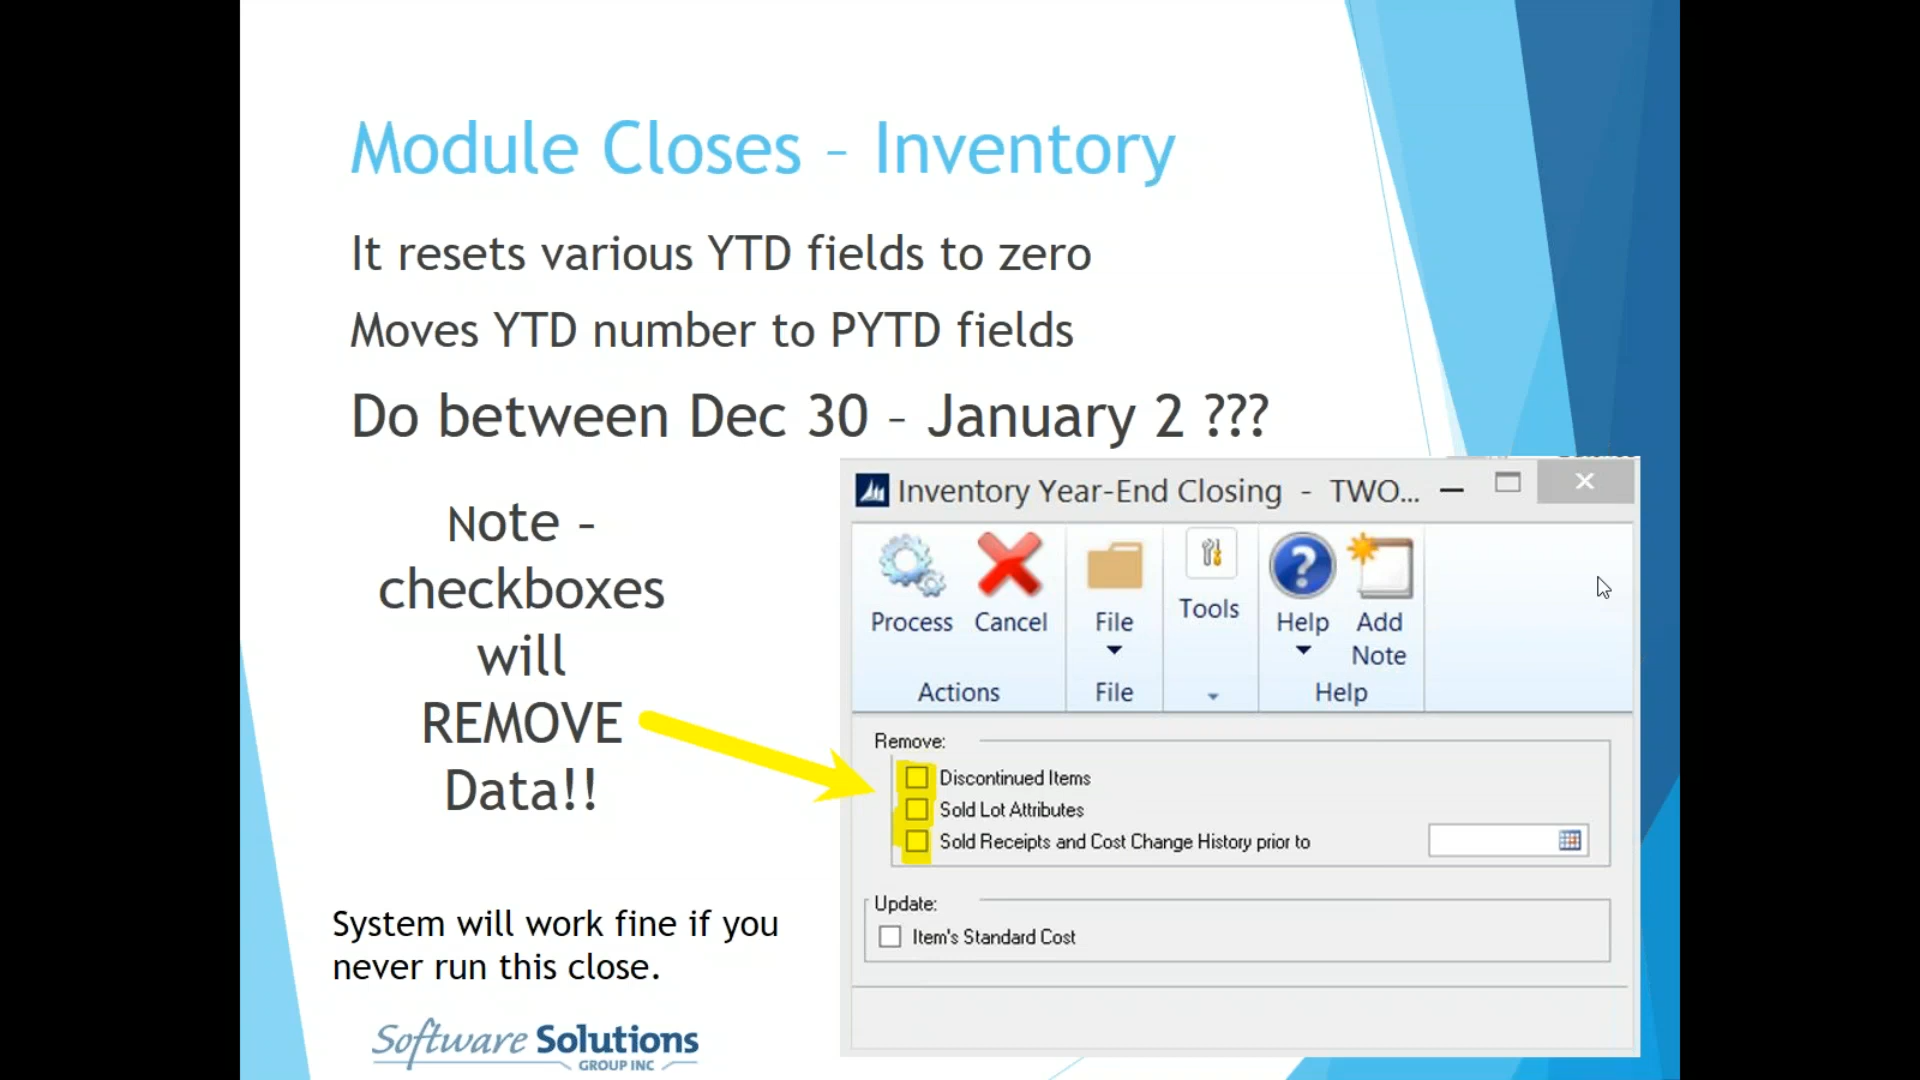 Module Closes – Inventory
It resets various YTD fields to zero
Moves YTD number to PYTD fields
Do between Dec 30 – January 2 ???
Note –
checkboxes
will
REMOVE
Data!!
System will work fine if you
never run this close.
Software Solutions
GROUP INC
Inventory Year-End Closing - TWO...
Process
Cancel
File
Tools
Help
Add
Note
Actions
File
Help
Remove:
Discontinued Items
Sold Lot Attributes
Sold Receipts and Cost Change History prior to
Update:
Item's Standard Cost